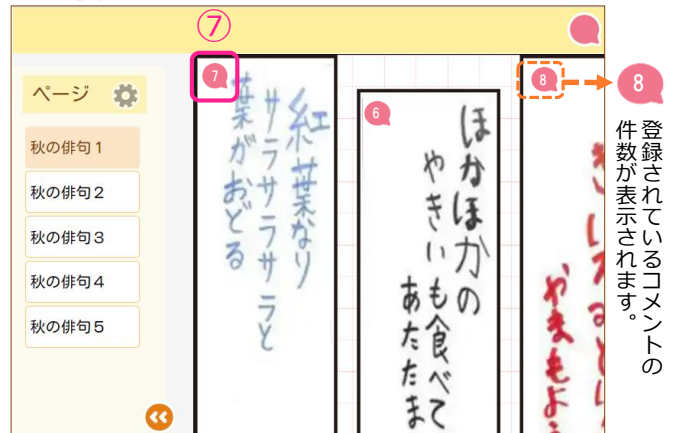 ⑦
ページ
秋の俳句1
秋の俳句2
秋の俳句3
秋の俳句4
秋の俳句5
7
紅葉なり
サラサラサラと
葉がおどる
6
ほかほかの
やきいも食べて
あたたま
8
8
登録されているコメントの
件数が表示されます。